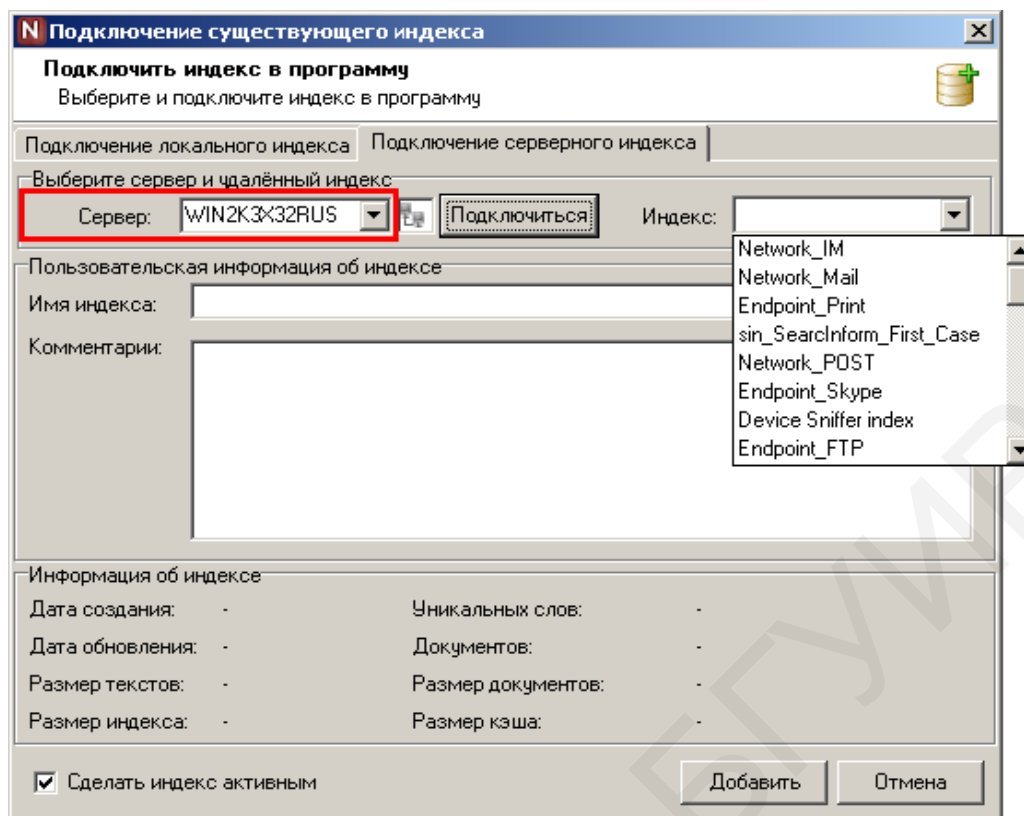 N Подключение существующего индекса
Подключить индекс в программу
Выберите и подключите индекс в программу
Подключение локального индекса Подключение серверного индекса
Выберите сервер и удалённый индекс
Сервер: WIN2K3X32RUS Подключиться Индекс:
Network_IM
Network_Mail
Endpoint_Print
sin_SearcInform_First_Case
Network_POST
Endpoint_Skype
Device Sniffer index
Endpoint_FTP
Пользовательская информация об индексе
Имя индекса:
Комментарии:
Информация об индексе
Дата создания: - Уникальных слов: -
Дата обновления: - Документов: -
Размер текстов: - Размер документов: -
Размер индекса: - Размер кэша: -
Сделать индекс активным Добавить Отмена
БГУИР